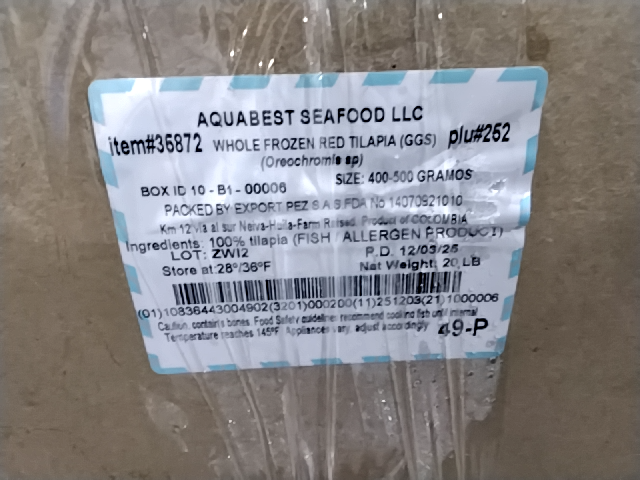 AQUABEST SEAFOOD LLC
item#35872 WHOLE FROZEN RED TILAPIA (GGS) plu#252
(Oreochromis sp)
SIZE: 400-500 GRAMOS
BOX ID 10 - B1 - 00006
PACKED BY EXPORT PEZ S.A.S FDA No 14070921010
Km 12 via al sur Neiva-Huila-Farm Raised. Product of COLOMBIA
Ingredients: 100% tilapia (FISH / ALLERGEN PRODUCT)
LOT: ZWI2 P.D. 12/03/25
Store at:28°/36°F Net Weight: 20 LB
(01)10836443004902(3201)000200(11)251203(21)1000006
Caution, contains bones. Food Safety guideline: recommend cooking fish until internal
Temperature reaches 145°F. Appliances vary, adjust accordingly
49-P